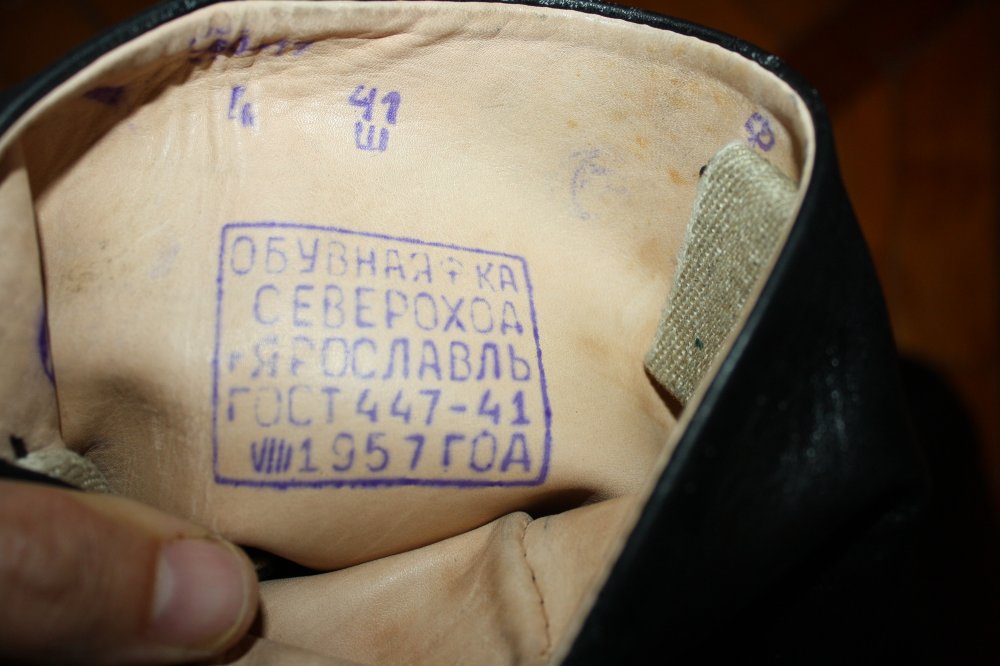 41
Ш
Ф
ОБУВНАЯ Ф КА
СЕВЕРОХОД
г ЯРОСЛАВЛЬ
ГОСТ 447-41
VIII 1957 ГОД